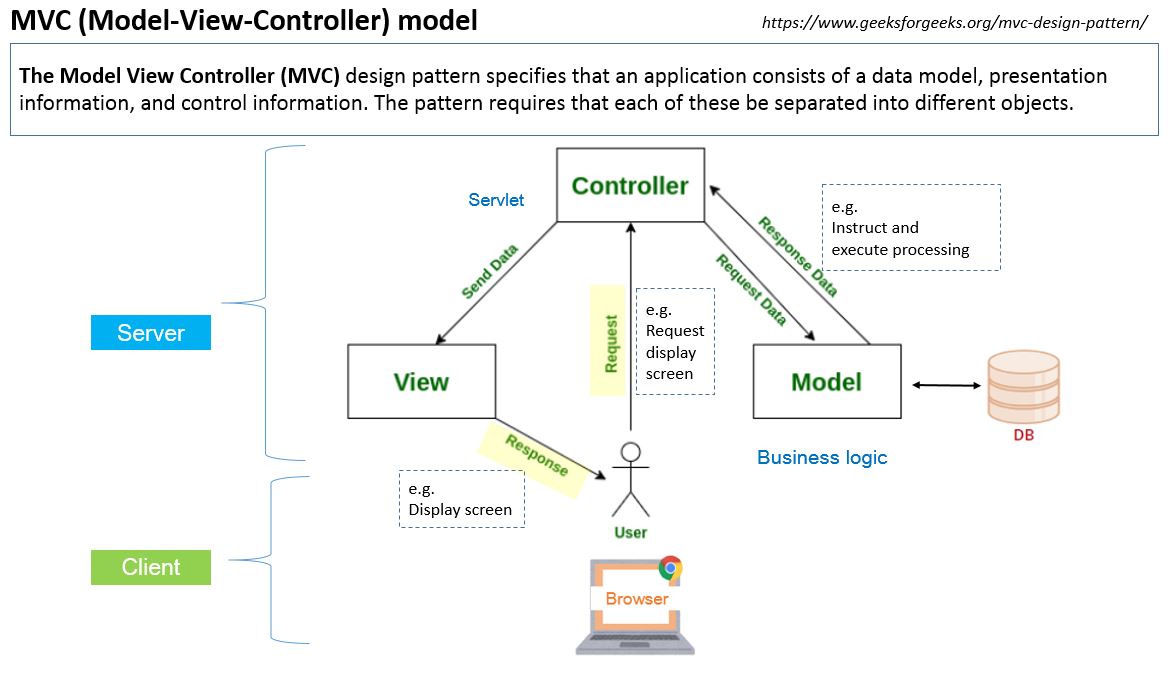 MVC (Model-View-Controller) model
https://www.geeksforgeeks.org/mvc-design-pattern/
The Model View Controller (MVC) design pattern specifies that an application consists of a data model, presentation
information, and control information. The pattern requires that each of these be separated into different objects.
Controller
Servlet
e.g.
Instruct and
execute processing
Send Data
Response Data
Request Data
Request
e.g.
Request
display
screen
Server
View
Model
DB
Business logic
Response
e.g.
Display screen
User
Client
Browser